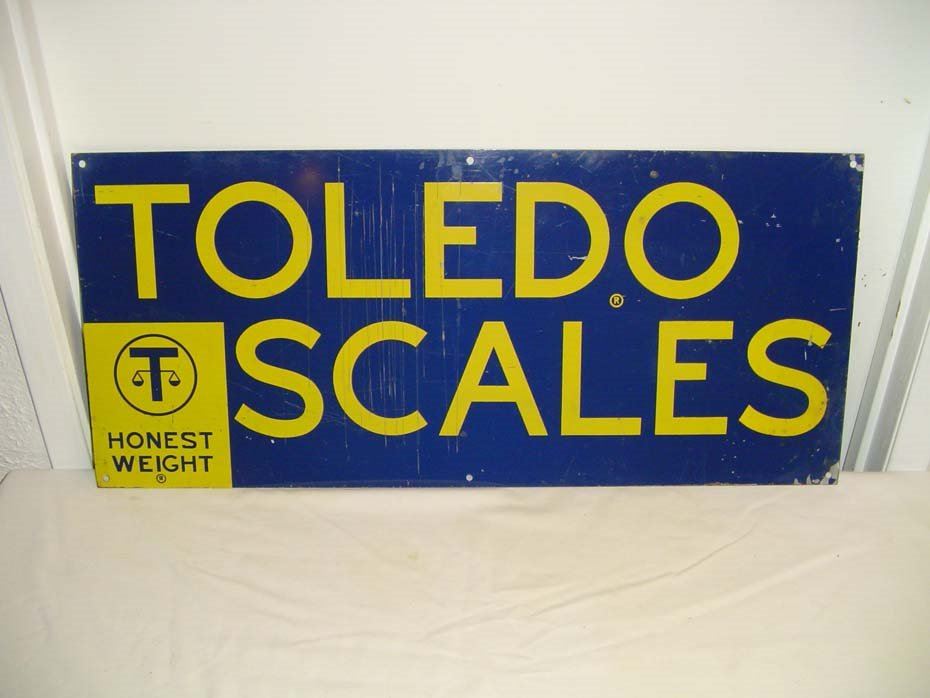 TOLEDO®
SCALES
T
HONEST
WEIGHT
®